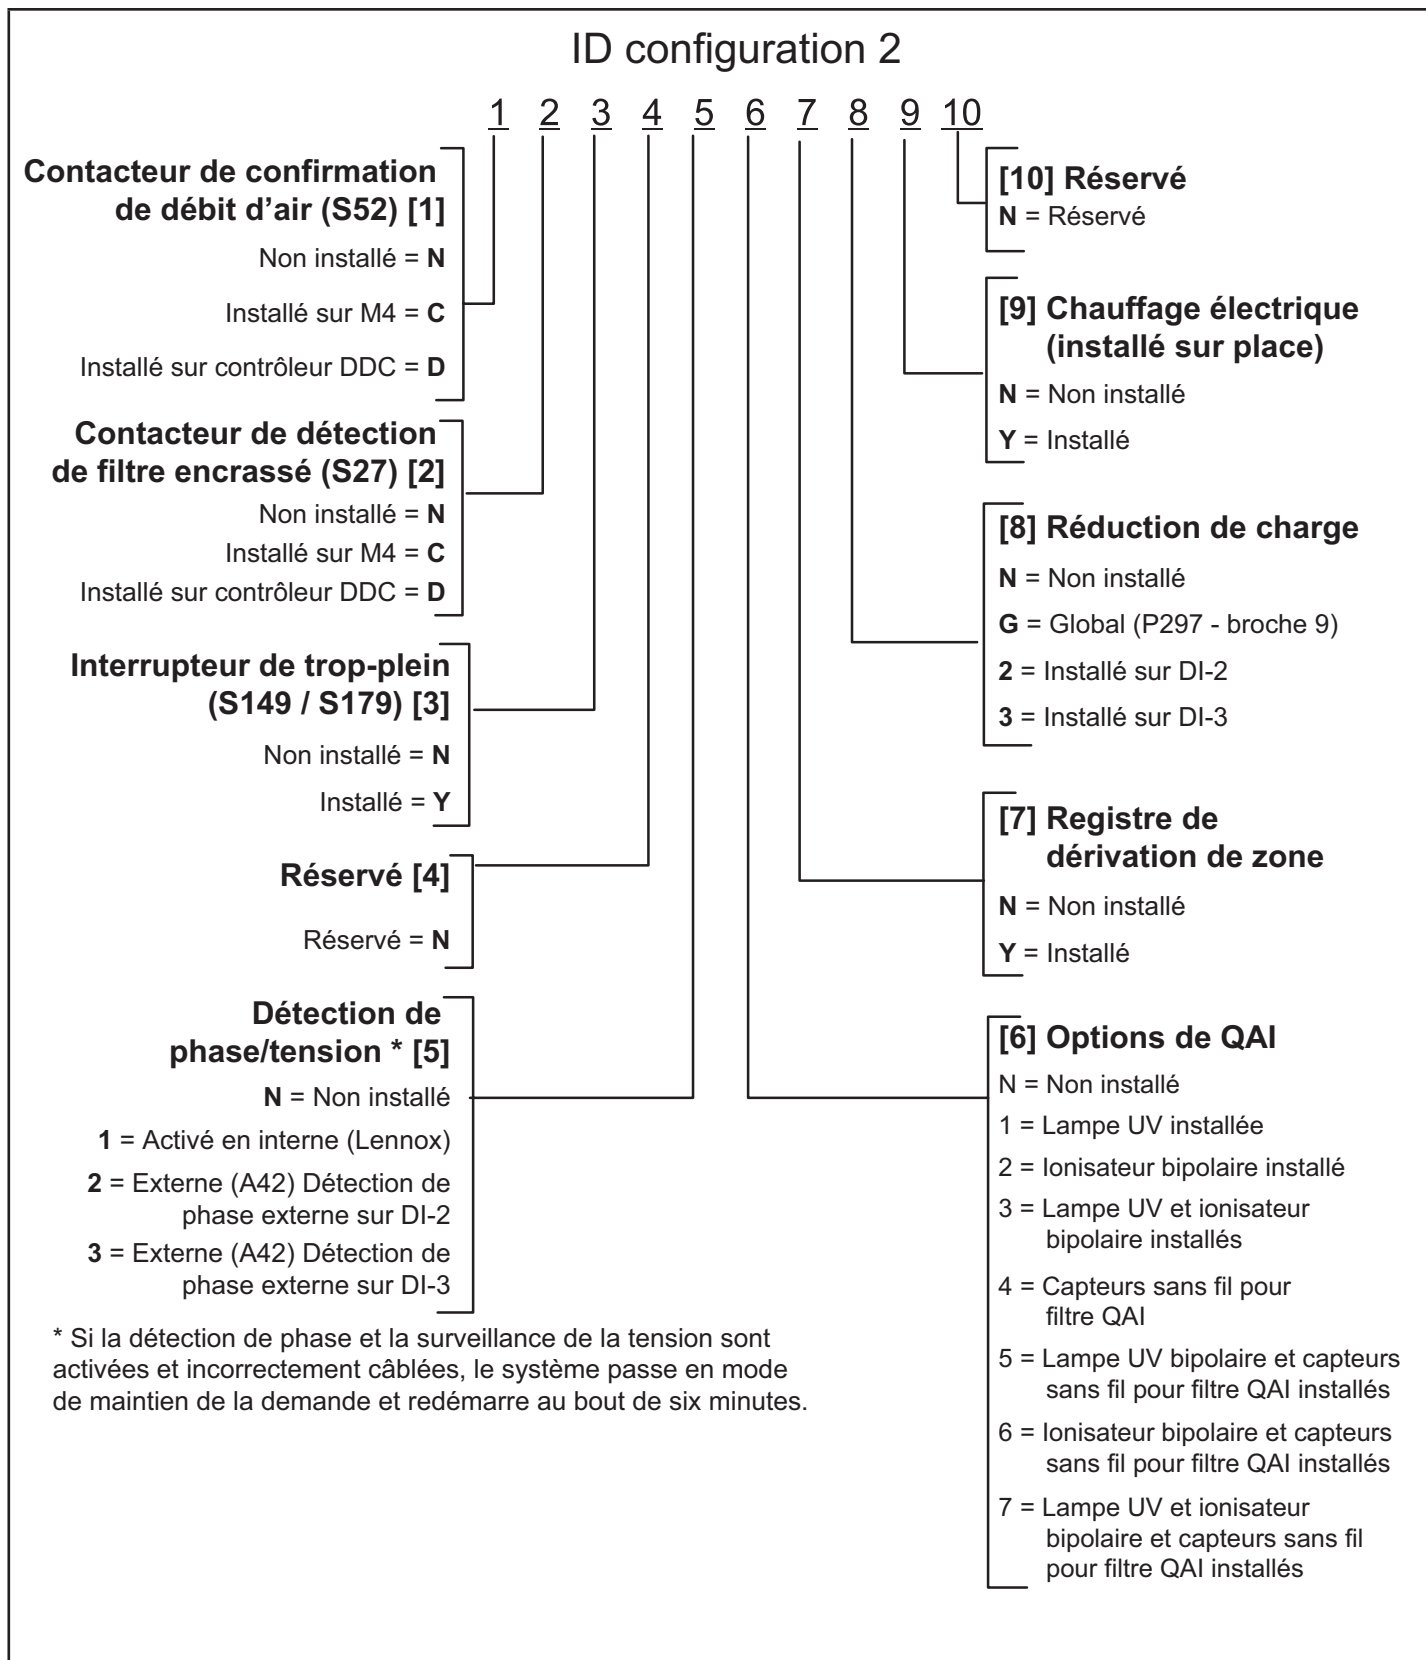 ID configuration 2
1 2 3 4 5 6 7 8 9 10
Contacteur de confirmation
de débit d’air (S52) [1]
Non installé = N
Installé sur M4 = C
Installé sur contrôleur DDC = D
Contacteur de détection
de filtre encrassé (S27) [2]
Non installé = N
Installé sur M4 = C
Installé sur contrôleur DDC = D
Interrupteur de trop-plein
(S149 / S179) [3]
Non installé = N
Installé = Y
Réservé [4]
Réservé = N
Détection de
phase/tension * [5]
N = Non installé
1 = Activé en interne (Lennox)
2 = Externe (A42) Détection de
phase externe sur DI-2
3 = Externe (A42) Détection de
phase externe sur DI-3
* Si la détection de phase et la surveillance de la tension sont
activées et incorrectement câblées, le système passe en mode
de maintien de la demande et redémarre au bout de six minutes.
[10] Réservé
N = Réservé
[9] Chauffage électrique
(installé sur place)
N = Non installé
Y = Installé
[8] Réduction de charge
N = Non installé
G = Global (P297 - broche 9)
2 = Installé sur DI-2
3 = Installé sur DI-3
[7] Registre de
dérivation de zone
N = Non installé
Y = Installé
[6] Options de QAI
N = Non installé
1 = Lampe UV installée
2 = Ionisateur bipolaire installé
3 = Lampe UV et ionisateur
bipolaire installés
4 = Capteurs sans fil pour
filtre QAI
5 = Lampe UV bipolaire et capteurs
sans fil pour filtre QAI installés
6 = Ionisateur bipolaire et capteurs
sans fil pour filtre QAI installés
7 = Lampe UV et ionisateur
bipolaire et capteurs sans fil
pour filtre QAI installés